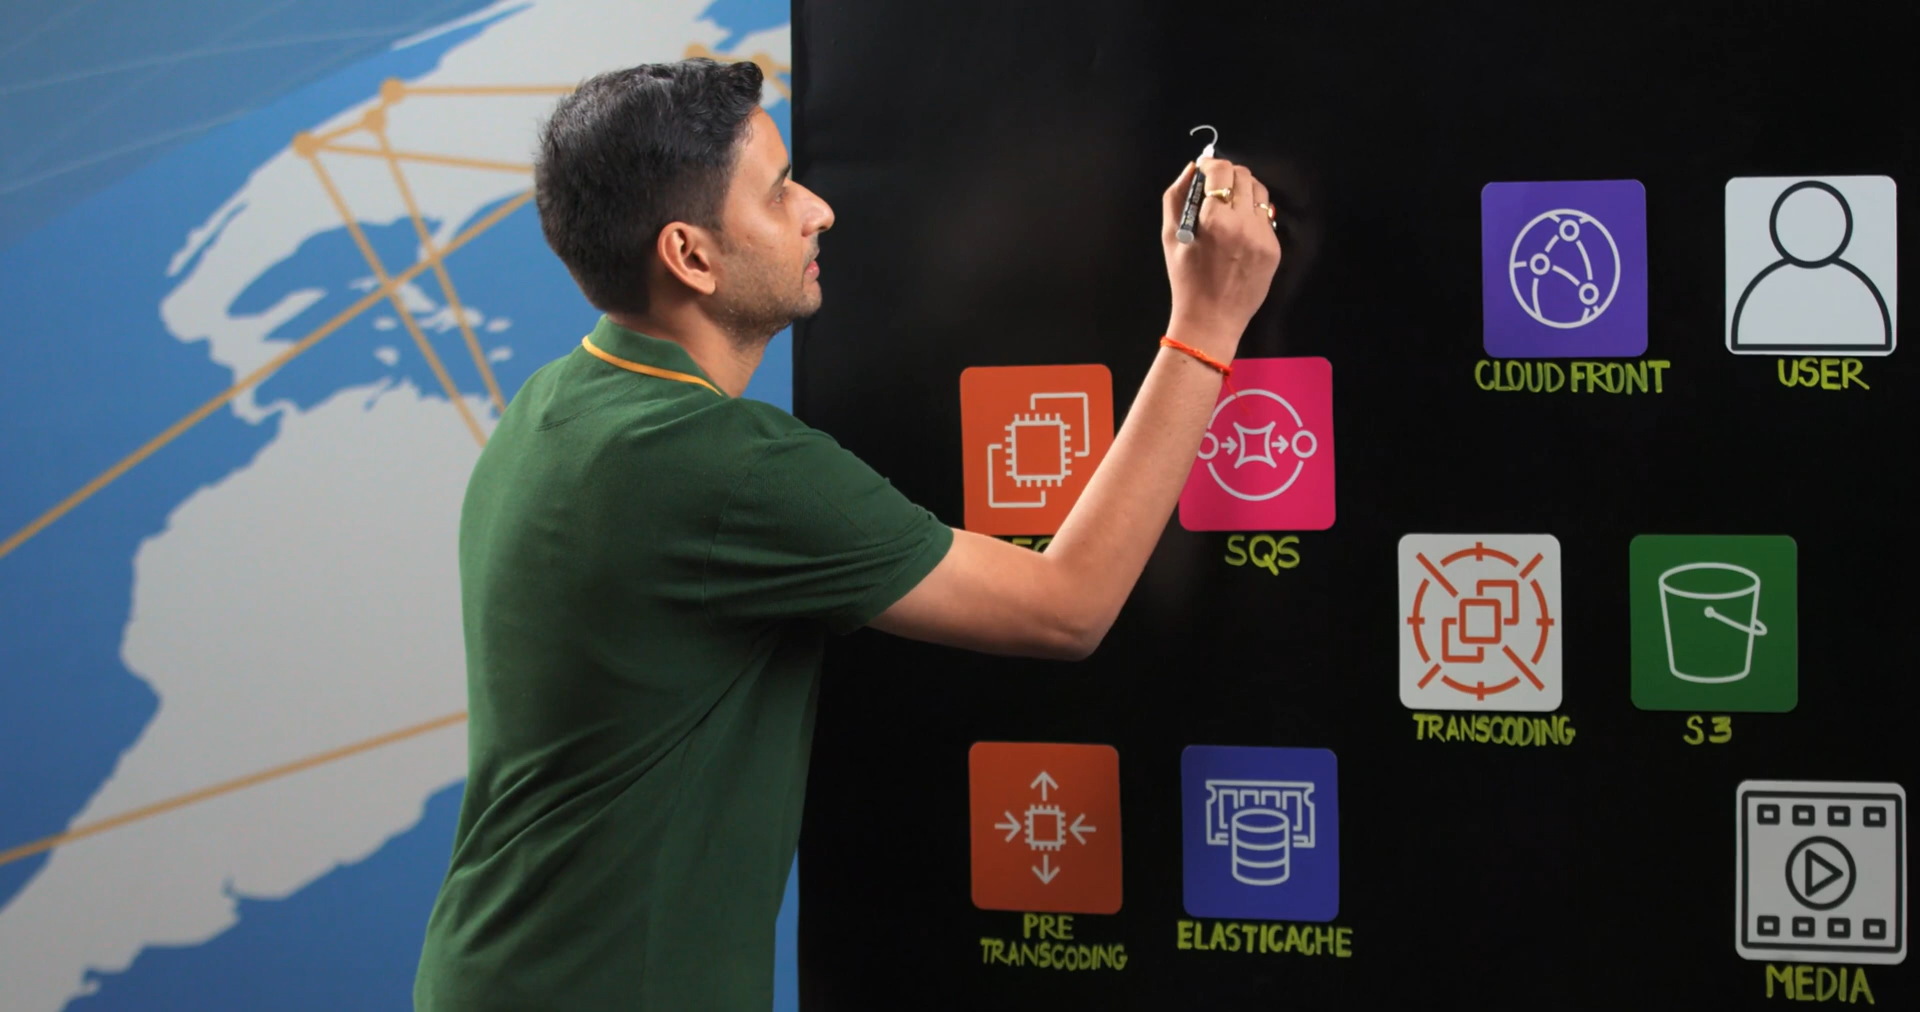 CLOUD FRONT
USER
SQS
TRANSCODING
S3
PRE
TRANSCODING
ELASTICACHE
MEDIA